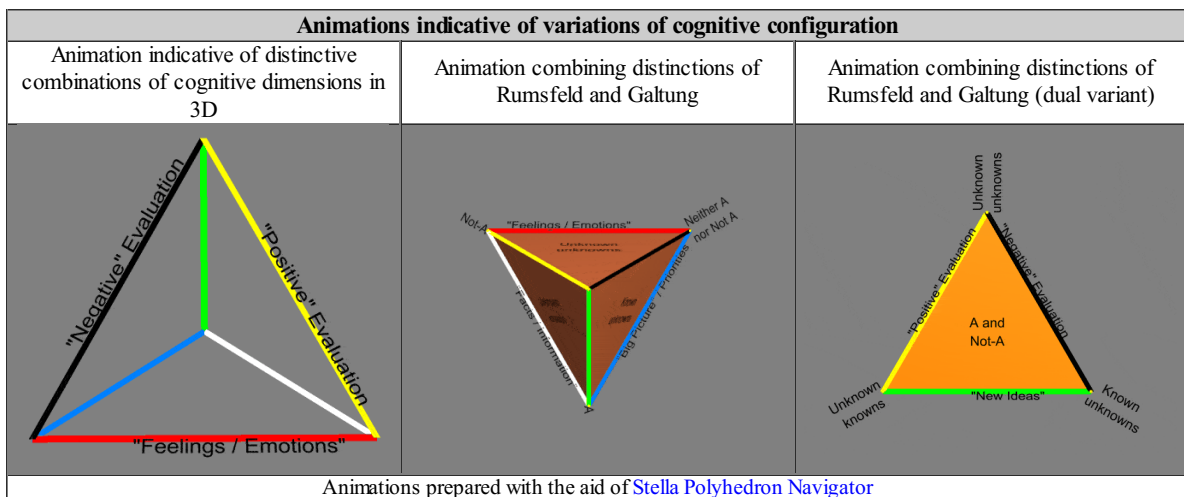 Animations indicative of variations of cognitive configuration
Animation indicative of distinctive
combinations of cognitive dimensions in
3D
Animation combining distinctions of
Rumsfeld and Galtung
Animation combining distinctions of
Rumsfeld and Galtung (dual variant)
"Negative" Evaluation
"Positive" Evaluation
"Feelings / Emotions"
Not-A
"Feelings / Emotions"
Neither A
nor Not A
Unknown
unknowns
Facts / Information"
Big Picture" / Priorities
A
Unknown
unknowns
"Positive" Evaluation
"Negative" Evaluation
A and
Not-A
Unknown
knowns
"New Ideas"
Known
unknowns
Animations prepared with the aid of Stella Polyhedron Navigator